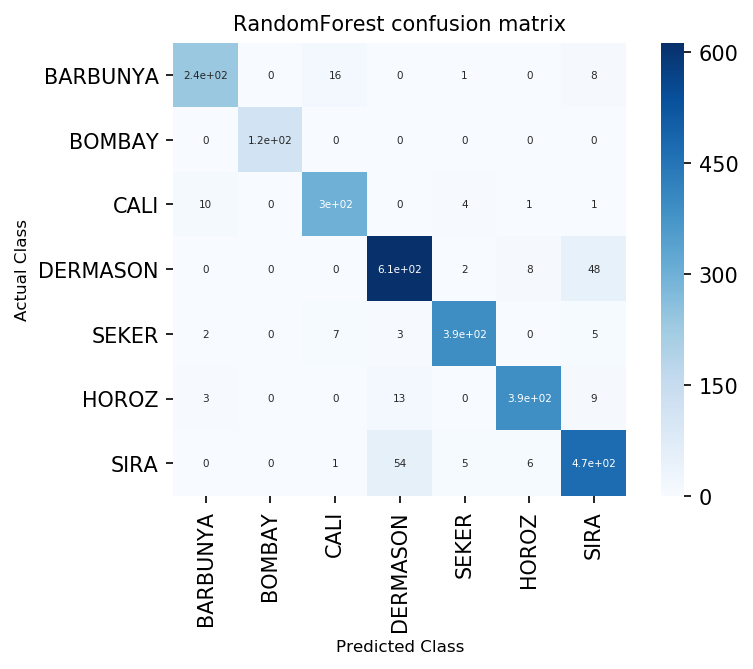 RandomForest confusion matrix
BARBUNYA 2.4e+02 0 16 0 1 0 8
BOMBAY 0 1.2e+02 0 0 0 0 0
CALI 10 0 3e+02 0 4 1 1
DERMASON 0 0 0 6.1e+02 2 8 48
SEKER 2 0 7 3 3.9e+02 0 5
HOROZ 3 0 0 13 0 3.9e+02 9
SIRA 0 0 1 54 5 6 4.7e+02
Actual Class
BARBUNYA BOMBAY CALI DERMASON SEKER HOROZ SIRA
Predicted Class
600
450
300
150
0